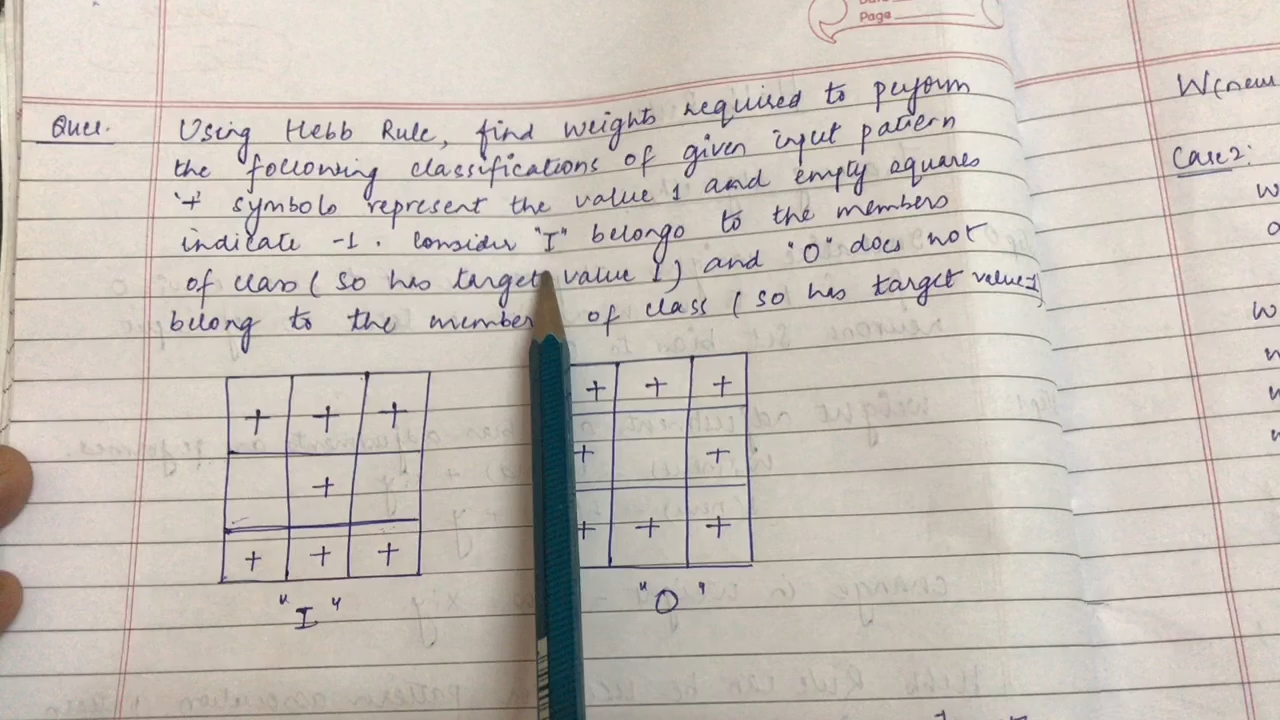 Page
Ques. Using Hebb Rule, find weights required to perform
the following classifications of given input pattern
'+' symbols represent the value 1 and empty squares
indicate -1. Consider "I" belongs to the members
of class (so has target value 1) and "O" does not
belong to the member of class (so has target value -1)
+ + +
+
+ + +
"I"
+ + +
+ +
+ + +
"O"
W(new
Case 2: